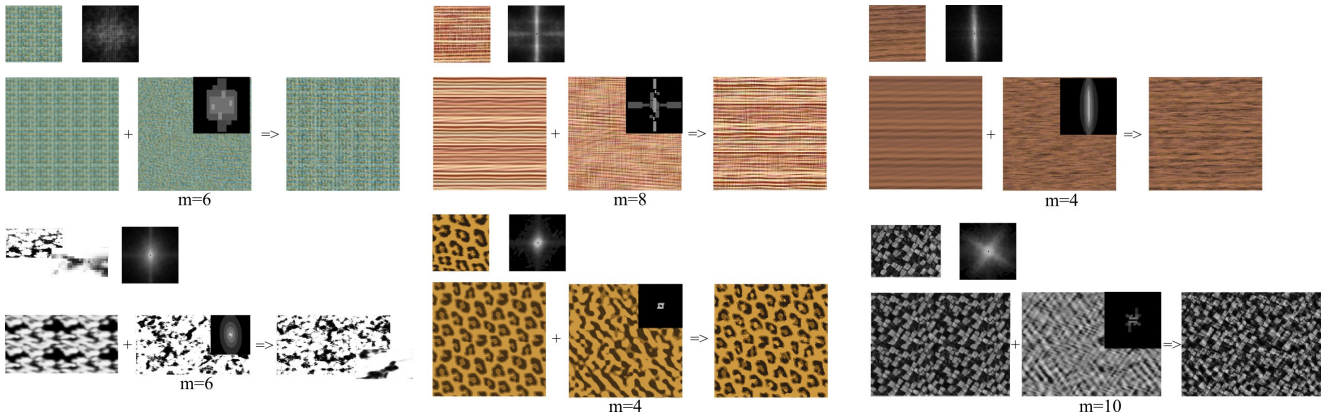 + =>
m=6
+ =>
m=8
+ =>
m=4
+ =>
m=6
+ =>
m=4
+ =>
m=10